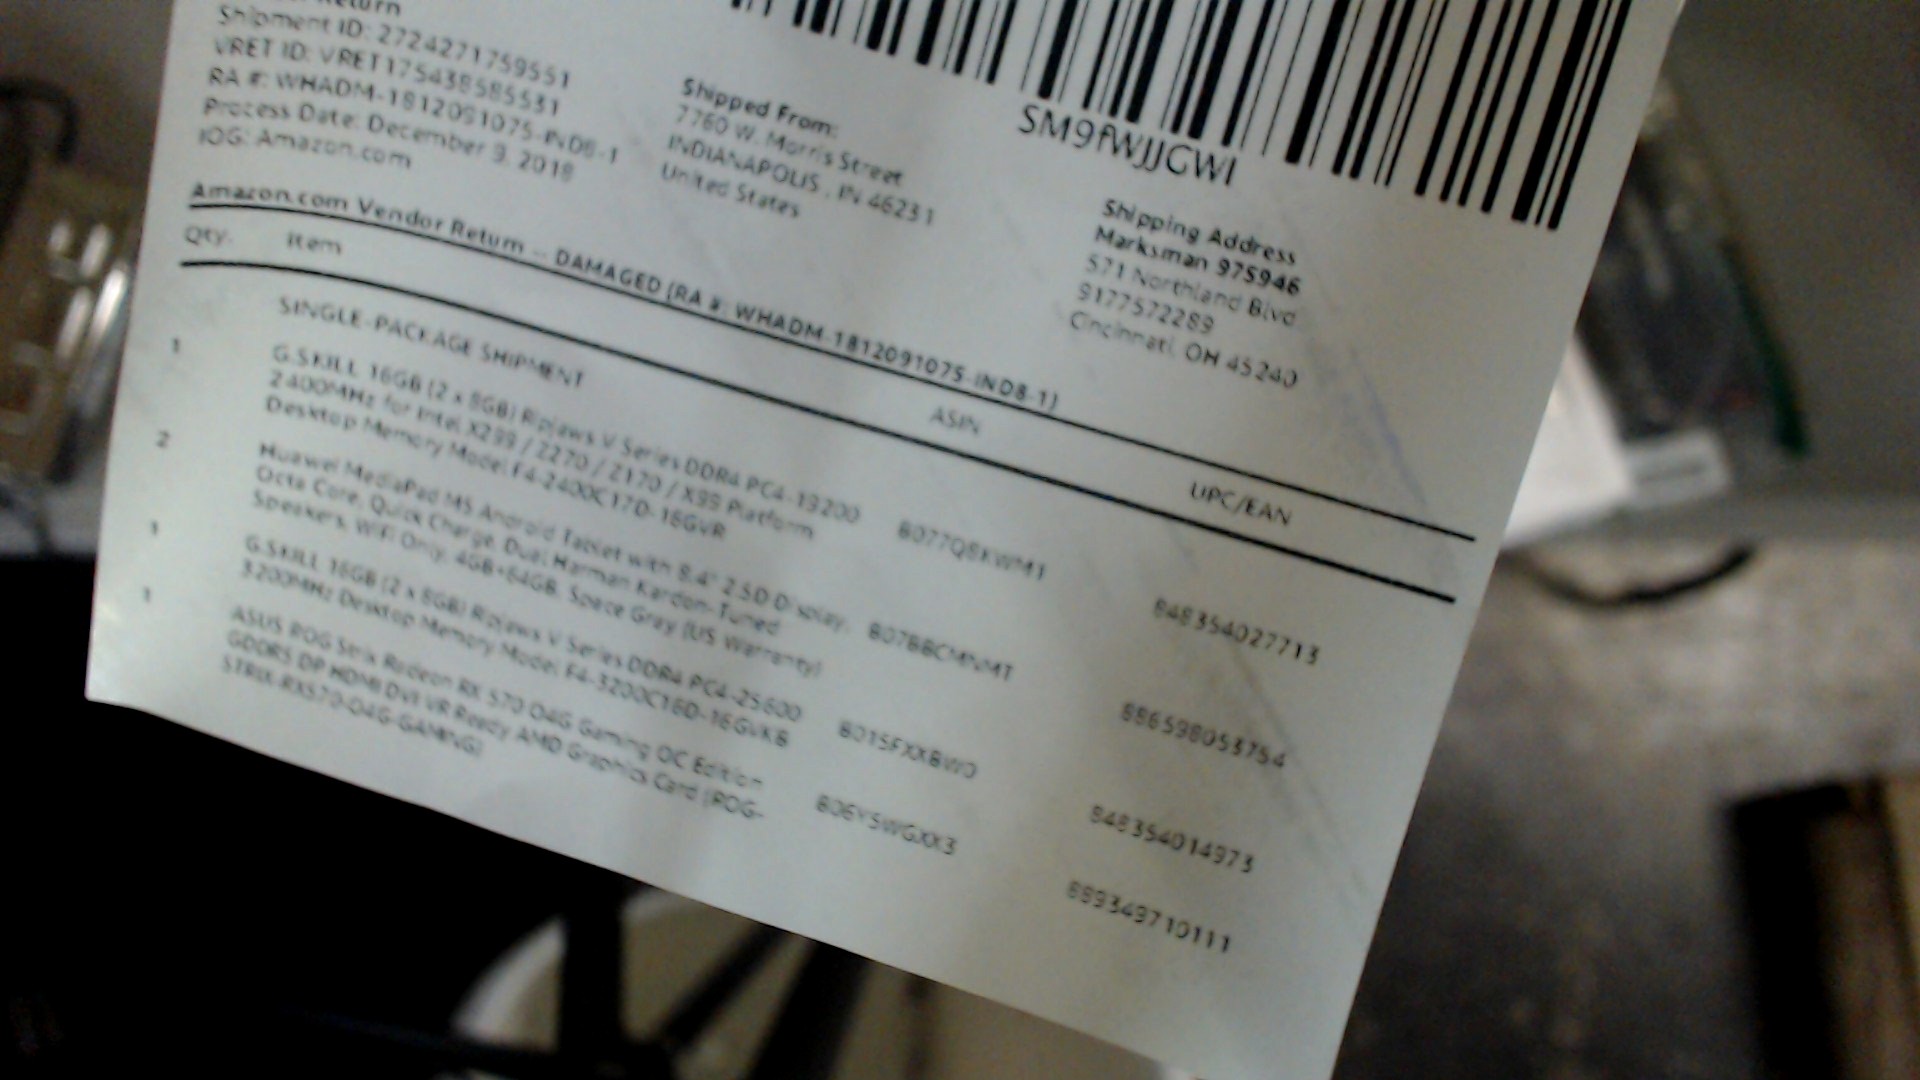 Return
Shipment ID: 2724271759551
VRET ID: VRET175438585531
RA #: WHADM-1812091075-IND8-1
Process Date: December 9, 2018
IOG: Amazon.com
Shipped From:
7760 W. Morris Street
INDIANAPOLIS, IN 46231
United States
SM9fWJJGWI
Shipping Address
Marksman 975946
571 Northland Blvd
9177572289
Cincinnati, OH 45240
Amazon.com Vendor Return -- DAMAGED (RA #: WHADM-1812091075-IND8-1)
Qty. Item ASIN UPC/EAN
SINGLE-PACKAGE SHIPMENT
1 G.SKILL 16GB (2 x 8GB) Ripjaws V Series DDR4 PC4-19200 B077Q8KWM1 848354027713
2400MHz for Intel X299 / Z270 / Z170 / X99 Platform
Desktop Memory Model F4-2400C17D-16GVR
2 Huawei MediaPad M5 Android Tablet with 8.4" 2.5D Display, 886598053754
Octa Core, Quick Charge, Dual Harman Kardon-Tuned
Speakers, WiFi Only, 4GB+64GB, Space Gray (US Warranty)
1 G.SKILL 16GB (2 x 8GB) Ripjaws V Series DDR4 PC4-25600 B015FXXBW0 848354014973
3200MHz Desktop Memory Model F4-3200C16D-16GVKB
1 ASUS ROG Strix Radeon RX 570 O4G Gaming OC Edition B06Y5WGXX3 889349710111
GDDR5 DP HDMI DVI VR Ready AMD Graphics Card (ROG-
STRIX-RX570-O4G-GAMING)